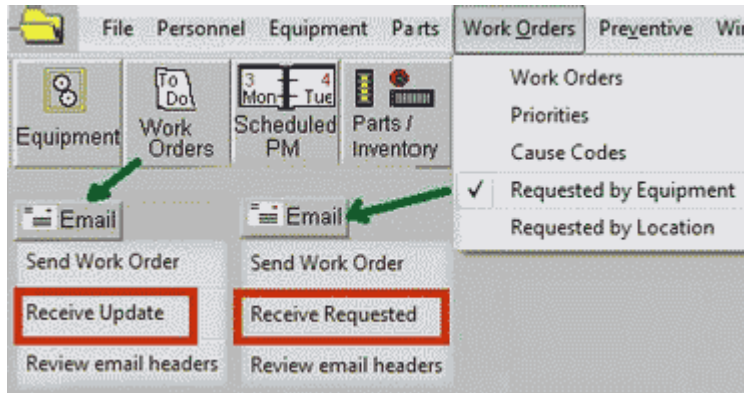 File Personnel Equipment Parts Work Orders Preventive Wi
Work Orders
Priorities
Cause Codes
✓ Requested by Equipment
Requested by Location
Equipment
To
Do
Work
Orders
3 4
Mon Tue
Scheduled
PM
Parts /
Inventory
Email
Send Work Order
Receive Update
Review email headers
Email
Send Work Order
Receive Requested
Review email headers